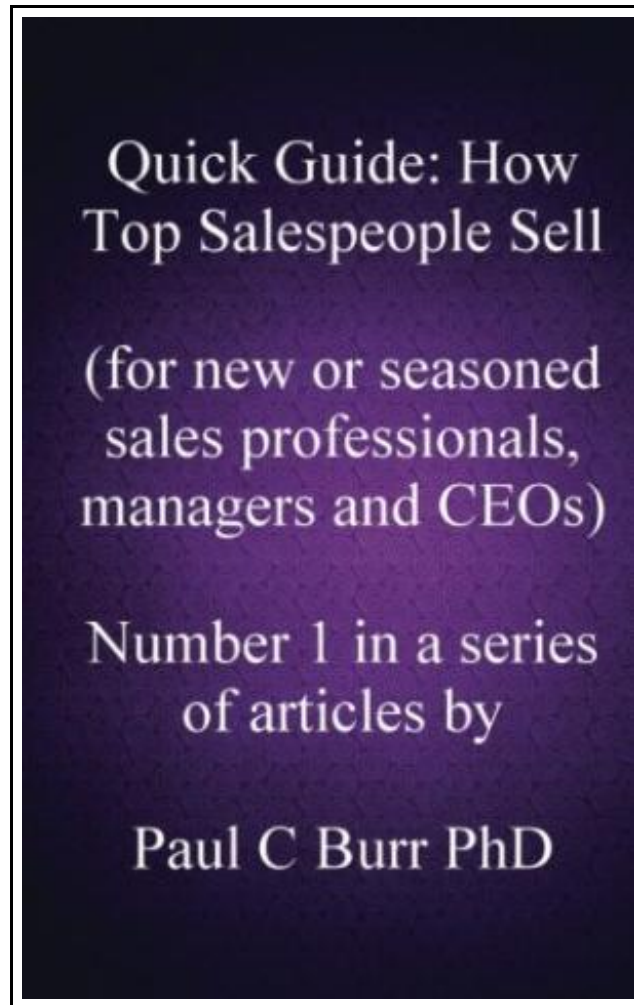 Quick Guide: How
Top Salespeople Sell
(for new or seasoned
sales professionals,
managers and CEOs)
Number 1 in a series
of articles by
Paul C Burr PhD